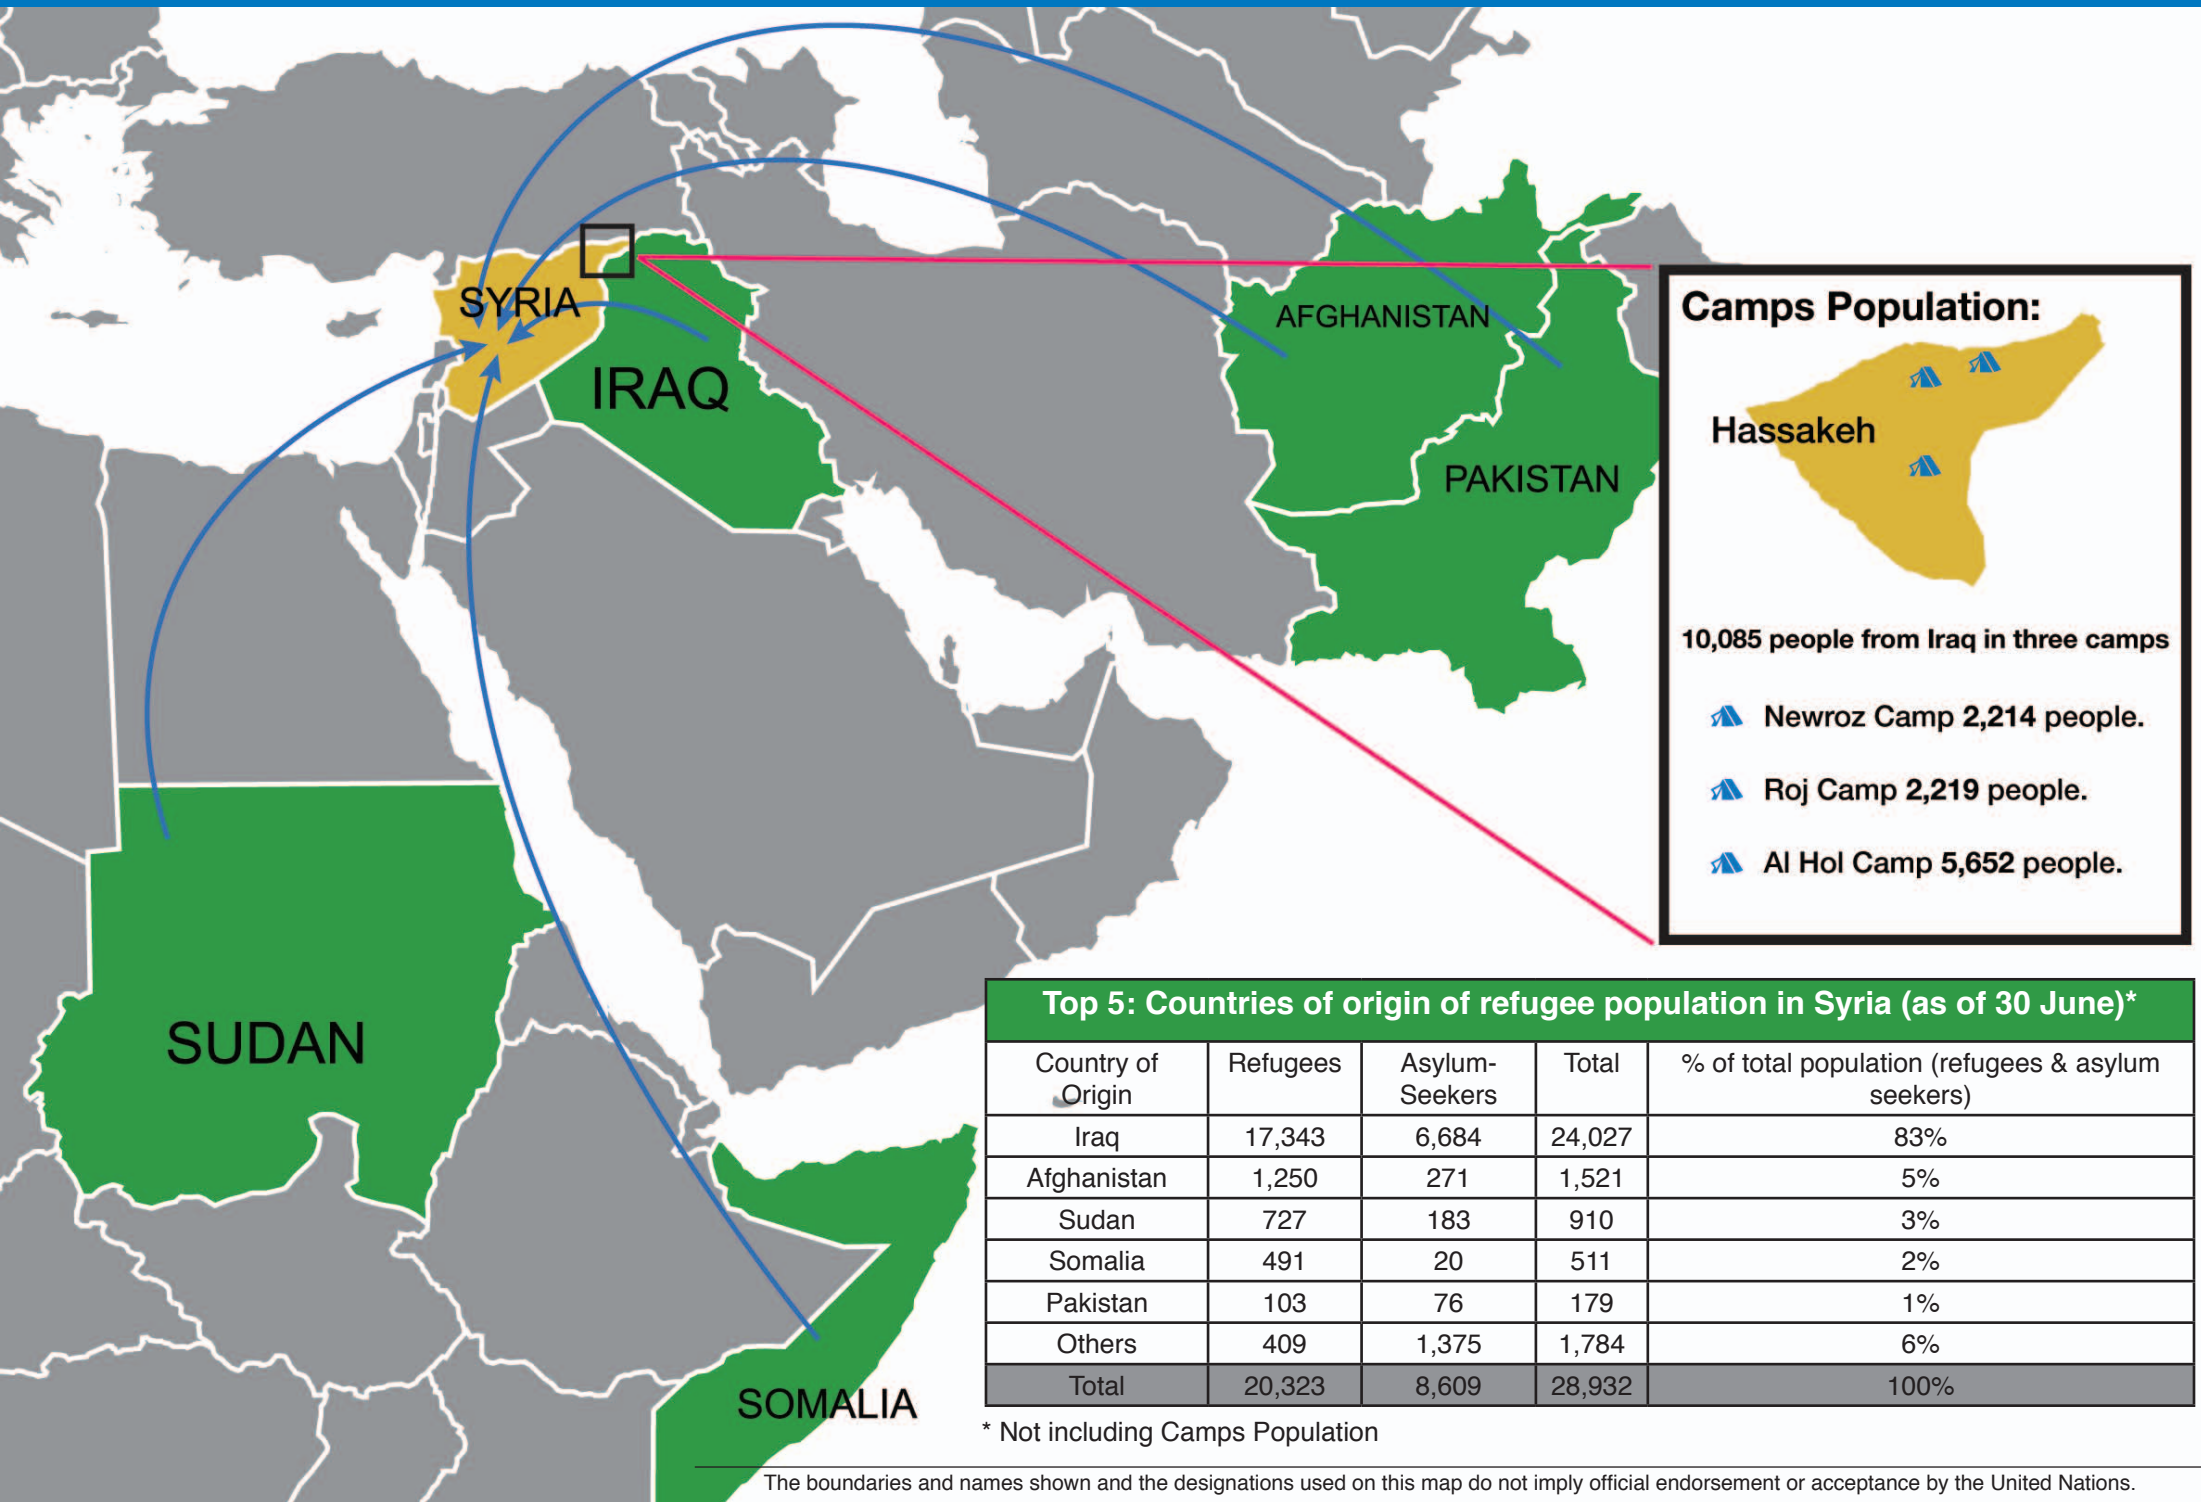 SYRIA
IRAQ
AFGHANISTAN
PAKISTAN
SUDAN
SOMALIA
Camps Population:
Hassakeh
10,085 people from Iraq in three camps
Newroz Camp 2,214 people.
Roj Camp 2,219 people.
Al Hol Camp 5,652 people.
Top 5: Countries of origin of refugee population in Syria (as of 30 June)*
Country of Origin Refugees Asylum-Seekers Total % of total population (refugees & asylum seekers)
Iraq 17,343 6,684 24,027 83%
Afghanistan 1,250 271 1,521 5%
Sudan 727 183 910 3%
Somalia 491 20 511 2%
Pakistan 103 76 179 1%
Others 409 1,375 1,784 6%
Total 20,323 8,609 28,932 100%
* Not including Camps Population
The boundaries and names shown and the designations used on this map do not imply official endorsement or acceptance by the United Nations.